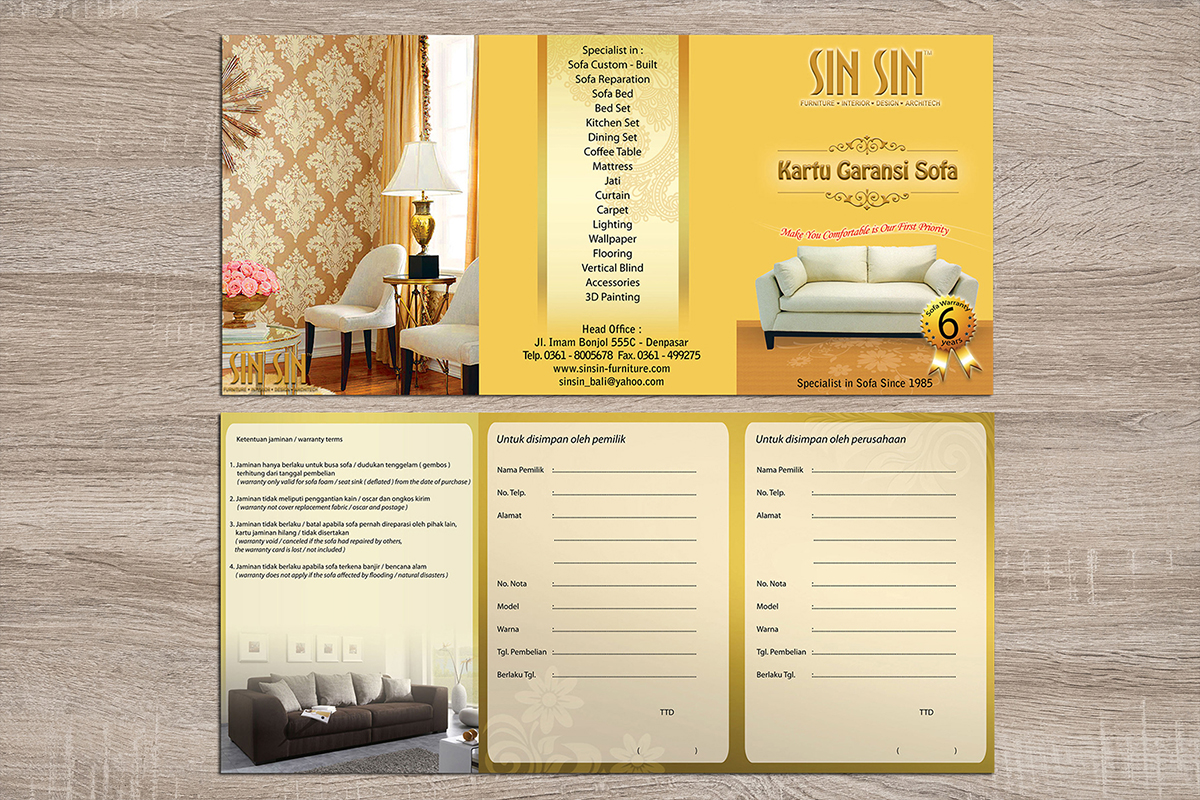 SIN SIN
FURNITURE • INTERIOR • DESIGN • ARCHITECH
Specialist in :
Sofa Custom - Built
Sofa Reparation
Sofa Bed
Bed Set
Kitchen Set
Dining Set
Coffee Table
Mattress
Jati
Curtain
Carpet
Lighting
Wallpaper
Flooring
Vertical Blind
Accessories
3D Painting
Head Office :
Jl. Imam Bonjol 555C - Denpasar
Telp. 0361 - 8005678 Fax. 0361 - 499275
www.sinsin-furniture.com
sinsin_bali@yahoo.com
SIN SIN™
FURNITURE • INTERIOR • DESIGN • ARCHITECH
Kartu Garansi Sofa
Make You Comfortable is Our First Priority
Sofa Warranty
6
Years
Specialist in Sofa Since 1985
Ketentuan jaminan / warranty terms
1. Jaminan hanya berlaku untuk busa sofa / dudukan tenggelam ( gembos )
terhitung dari tanggal pembelian
( warranty only valid for sofa foam / seat sink ( deflated ) from the date of purchase )
2. Jaminan tidak meliputi penggantian kain / oscar dan ongkos kirim
( warranty not cover replacement fabric / oscar and postage )
3. Jaminan tidak berlaku / batal apabila sofa pernah direparasi oleh pihak lain,
kartu jaminan hilang / tidak disertakan
( warranty void / canceled if the sofa had repaired by others,
the warranty card is lost / not included )
4. Jaminan tidak berlaku apabila sofa terkena banjir / bencana alam
( warranty does not apply if the sofa affected by flooding / natural disasters )
Untuk disimpan oleh pemilik
Nama Pemilik :
No. Telp. :
Alamat :
No. Nota :
Model :
Warna :
Tgl. Pembelian :
Berlaku Tgl. :
TTD
( )
Untuk disimpan oleh perusahaan
Nama Pemilik :
No. Telp. :
Alamat :
No. Nota :
Model :
Warna :
Tgl. Pembelian :
Berlaku Tgl. :
TTD
( )